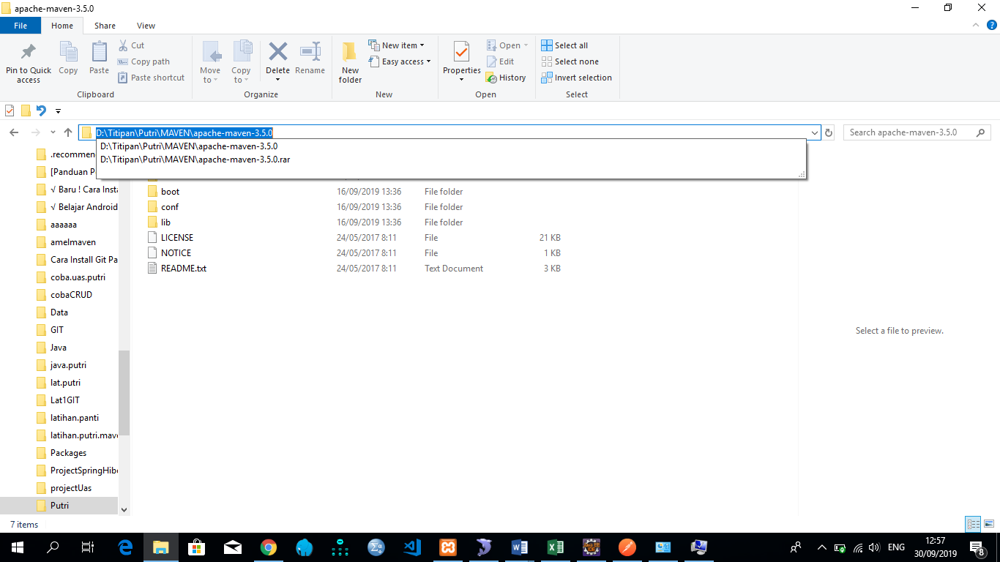 apache-maven-3.5.0
File Home Share View
Pin to Quick access
Copy
Paste
Cut
Copy path
Paste shortcut
Clipboard
Move to
Copy to
Delete
Rename
Organize
New folder
New item
Easy access
New
Properties
Open
Edit
History
Open
Select all
Select none
Invert selection
Select
D:\Titipan\Putri\MAVEN\apache-maven-3.5.0
Search apache-maven-3.5.0
D:\Titipan\Putri\MAVEN\apache-maven-3.5.0
D:\Titipan\Putri\MAVEN\apache-maven-3.5.0.rar
.recommen
[Panduan P
√ Baru ! Cara Insta
√ Belajar Android
aaaaaa
amelmaven
Cara Install Git Pa
coba.uas.putri
cobaCRUD
Data
GIT
Java
java.putri
lat.putri
Lat1GIT
latihan.panti
latihan.putri.mave
Packages
ProjectSpringHibe
projectUas
Putri
boot 16/09/2019 13:36 File folder
conf 16/09/2019 13:36 File folder
lib 16/09/2019 13:36 File folder
LICENSE 24/05/2017 8:11 File 21 KB
NOTICE 24/05/2017 8:11 File 1 KB
README.txt 24/05/2017 8:11 Text Document 3 KB
Select a file to preview.
7 items
ENG
12:57
30/09/2019
8